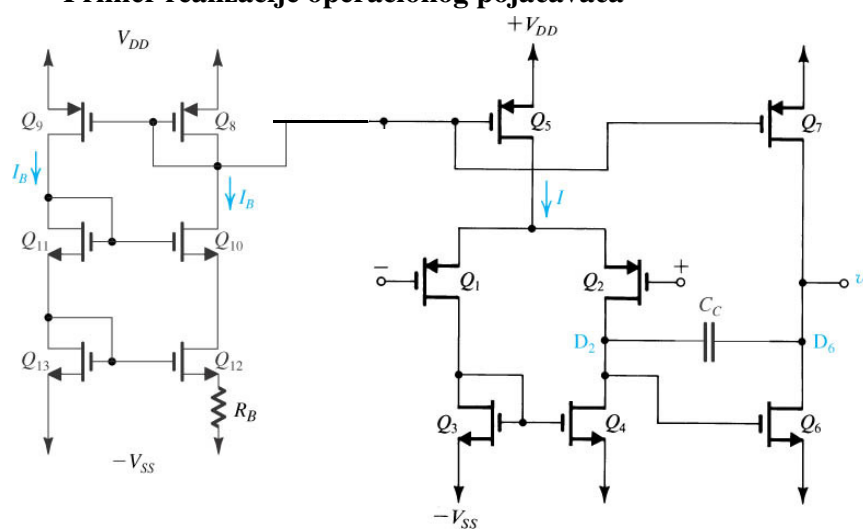 Primer realizacije operacionog pojačavača
V_DD
+V_DD
Q_9
Q_8
Q_5
Q_7
I_B
I_B
I
Q_11
Q_10
−
Q_1
Q_2
+
C_C
D_2
D_6
Q_13
Q_12
R_B
Q_3
Q_4
Q_6
−V_SS
−V_SS